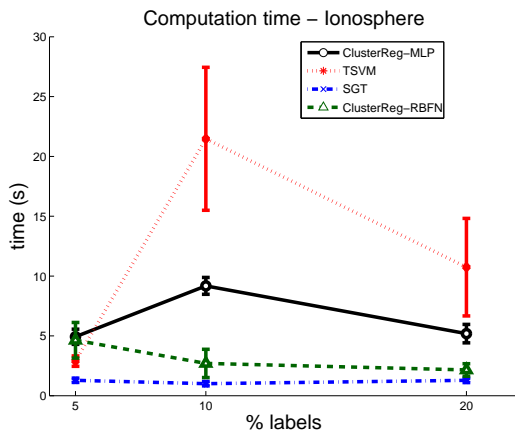 Computation time – Ionosphere
30
25
20
15
10
5
0
time (s)
ClusterReg–MLP
TSVM
SGT
ClusterReg–RBFN
5
10
20
% labels